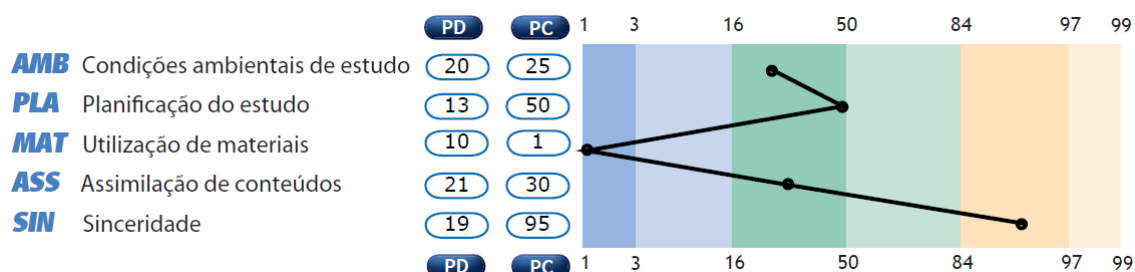 PD PC 1 3 16 50 84 97 99
AMB Condições ambientais de estudo 20 25
PLA Planificação do estudo 13 50
MAT Utilização de materiais 10 1
ASS Assimilação de conteúdos 21 30
SIN Sinceridade 19 95
PD PC 1 3 16 50 84 97 99